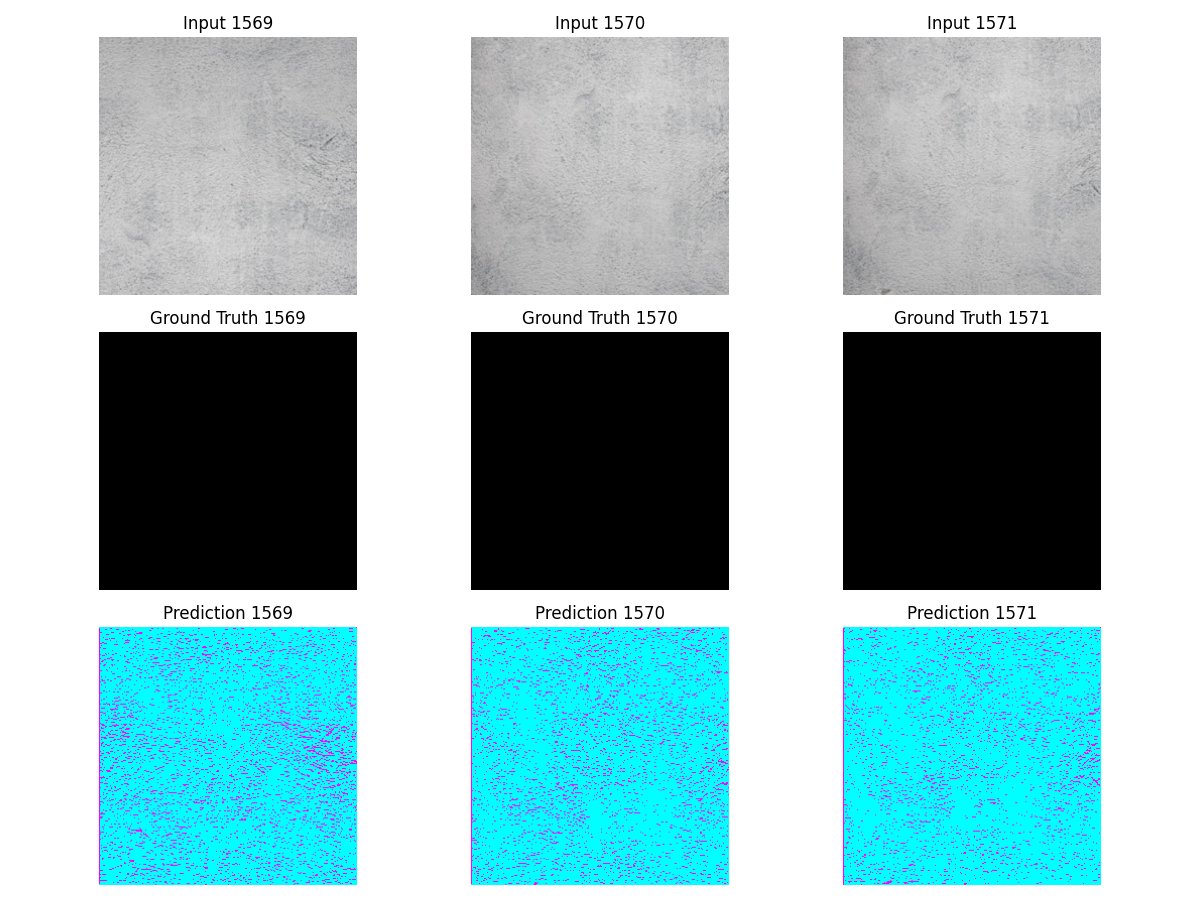 Input 1569
Input 1570
Input 1571
Ground Truth 1569
Ground Truth 1570
Ground Truth 1571
Prediction 1569
Prediction 1570
Prediction 1571